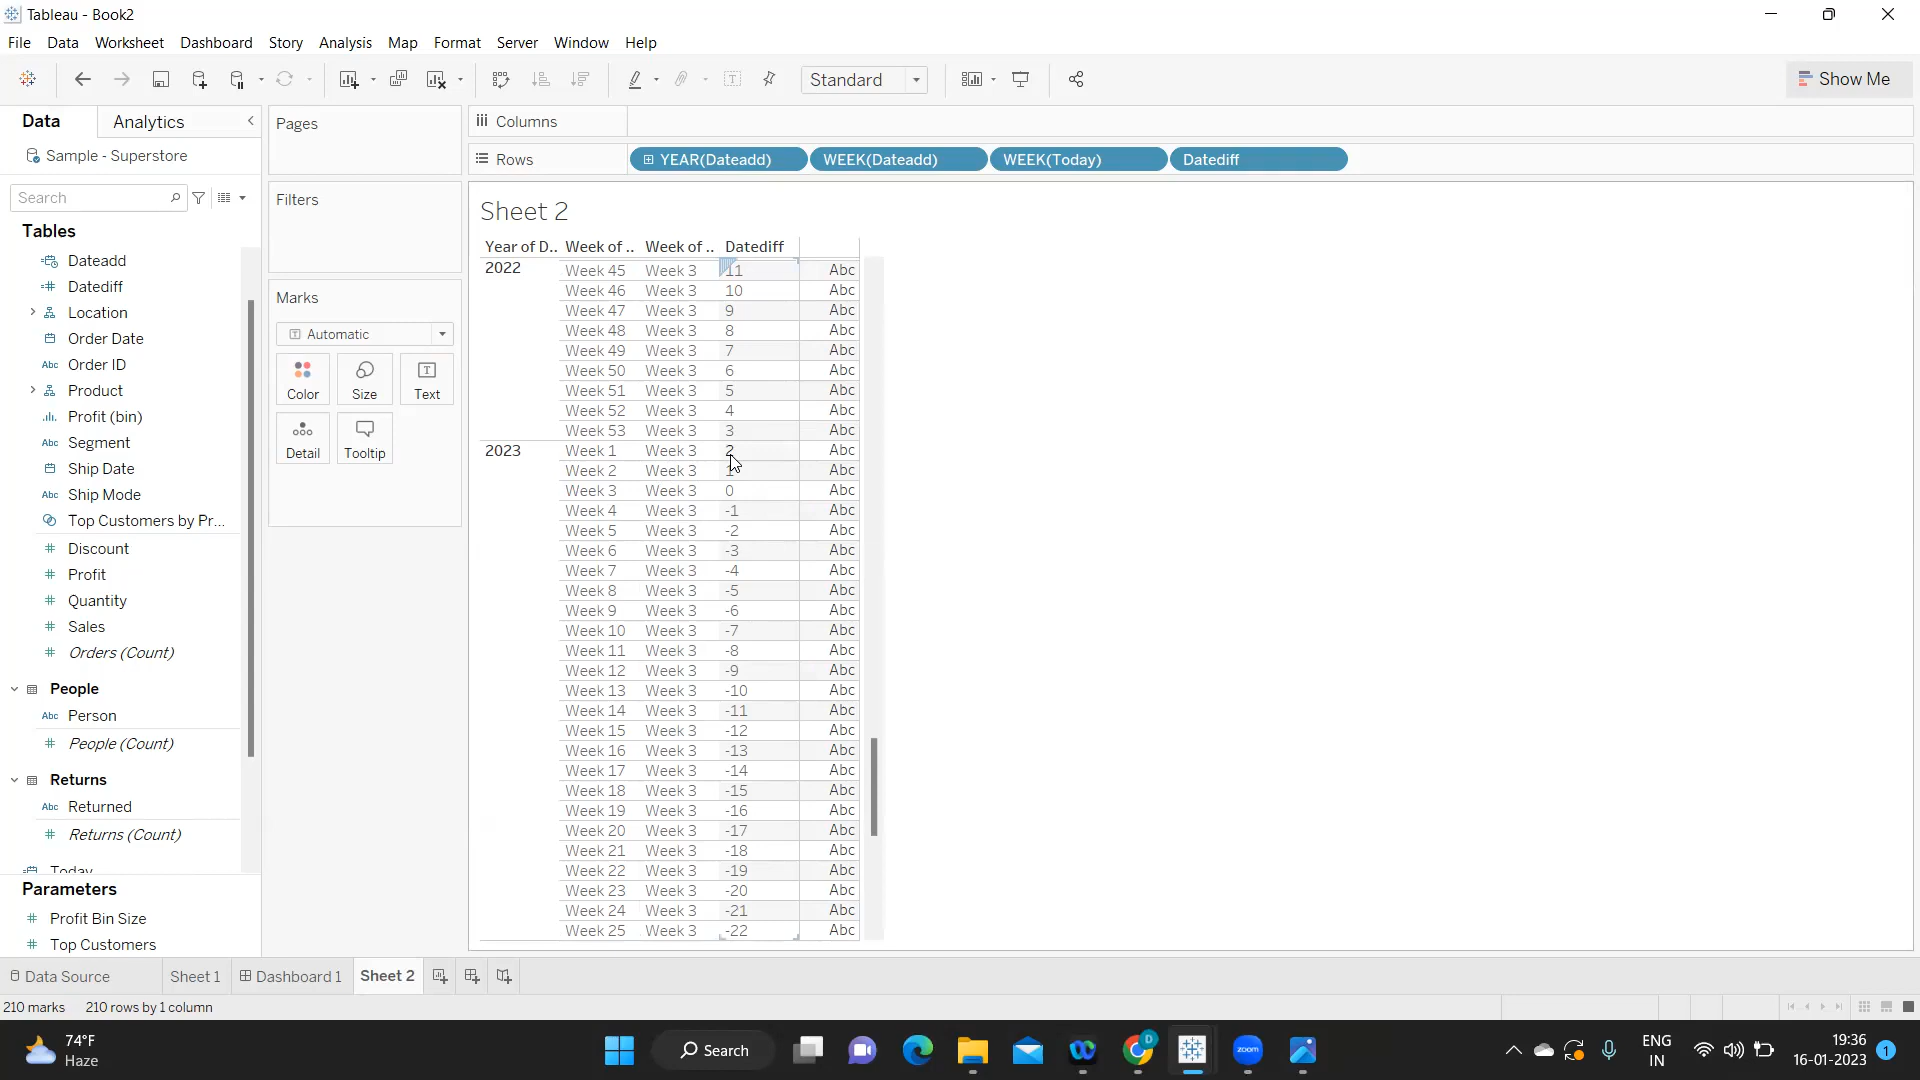 Tableau - Book2
File Data Worksheet Dashboard Story Analysis Map Format Server Window Help
Standard
Show Me
Data Analytics
Sample - Superstore
Search
Tables
Dateadd
Datediff
Location
Order Date
Abc Order ID
Product
Profit (bin)
Abc Segment
Ship Date
Abc Ship Mode
Top Customers by Pr...
Discount
Profit
Quantity
Sales
Orders (Count)
People
Abc Person
People (Count)
Returns
Abc Returned
Returns (Count)
Today
Parameters
Profit Bin Size
Top Customers
Pages
Filters
Marks
Automatic
Color Size Text
Detail Tooltip
Columns
Rows YEAR(Dateadd) WEEK(Dateadd) WEEK(Today) Datediff
Sheet 2
Year of D.. Week of .. Week of .. Datediff
2022 Week 45 Week 3 11 Abc
Week 46 Week 3 10 Abc
Week 47 Week 3 9 Abc
Week 48 Week 3 8 Abc
Week 49 Week 3 7 Abc
Week 50 Week 3 6 Abc
Week 51 Week 3 5 Abc
Week 52 Week 3 4 Abc
Week 53 Week 3 3 Abc
2023 Week 1 Week 3 2 Abc
Week 2 Week 3 1 Abc
Week 3 Week 3 0 Abc
Week 4 Week 3 -1 Abc
Week 5 Week 3 -2 Abc
Week 6 Week 3 -3 Abc
Week 7 Week 3 -4 Abc
Week 8 Week 3 -5 Abc
Week 9 Week 3 -6 Abc
Week 10 Week 3 -7 Abc
Week 11 Week 3 -8 Abc
Week 12 Week 3 -9 Abc
Week 13 Week 3 -10 Abc
Week 14 Week 3 -11 Abc
Week 15 Week 3 -12 Abc
Week 16 Week 3 -13 Abc
Week 17 Week 3 -14 Abc
Week 18 Week 3 -15 Abc
Week 19 Week 3 -16 Abc
Week 20 Week 3 -17 Abc
Week 21 Week 3 -18 Abc
Week 22 Week 3 -19 Abc
Week 23 Week 3 -20 Abc
Week 24 Week 3 -21 Abc
Week 25 Week 3 -22 Abc
Data Source Sheet 1 Dashboard 1 Sheet 2
210 marks 210 rows by 1 column
74°F
Haze
Search
zoom
D
ENG
IN
19:36
16-01-2023
1